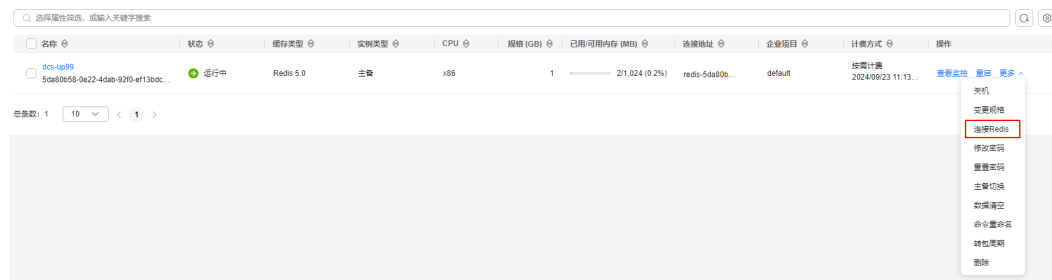 选择属性筛选，或输入关键字搜索
名称 状态 缓存类型 实例类型 CPU 规格 (GB) 已用/可用内存 (MB) 连接地址 企业项目 计费方式 操作
dcs-up99 运行中 Redis 5.0 主备 x86 1 2/1,024 (0.2%) redis-5da80b... default 按需计费 查看监控 重启 更多
5da80b58-0e22-4dab-92f0-ef13bdc... 2024/09/23 11:13...
关机
变更规格
总条数: 1 10 < 1 >
连接Redis
修改密码
重置密码
主备切换
数据清空
命令重命名
转包周期
删除